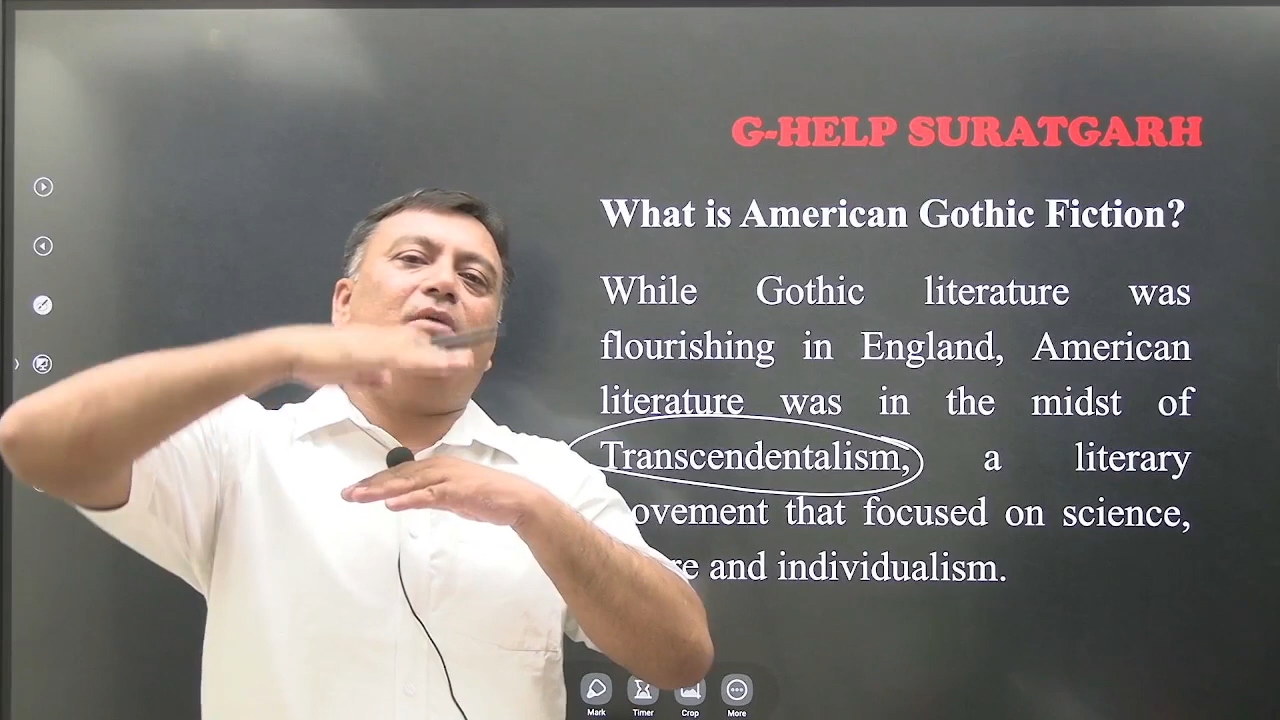 G-HELP SURATGARH
What is American Gothic Fiction?
While Gothic literature was
flourishing in England, American
literature was in the midst of
Transcendentalism, a literary
ovement that focused on science,
re and individualism.
Mark Timer Crop More